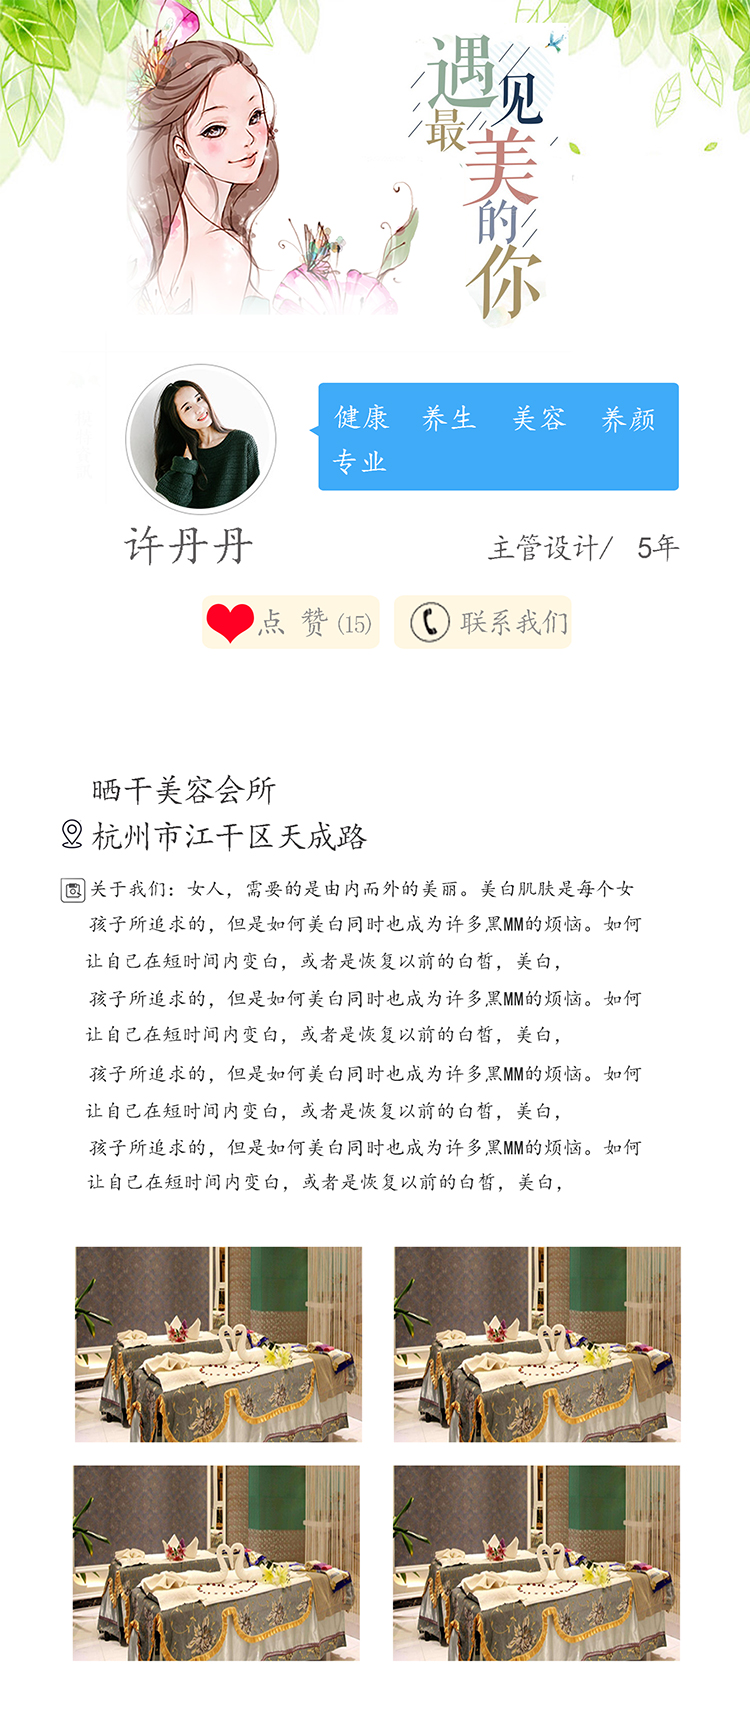 遇见
最美
的
你
健康 养生 美容 养颜
专业
许丹丹
主管设计/ 5年
点 赞 (15)
联系我们
晒干美容会所
杭州市江干区天成路
关于我们：女人，需要的是由内而外的美丽。美白肌肤是每个女
孩子所追求的，但是如何美白同时也成为许多黑MM的烦恼。如何
让自己在短时间内变白，或者是恢复以前的白皙，美白，
孩子所追求的，但是如何美白同时也成为许多黑MM的烦恼。如何
让自己在短时间内变白，或者是恢复以前的白皙，美白，
孩子所追求的，但是如何美白同时也成为许多黑MM的烦恼。如何
让自己在短时间内变白，或者是恢复以前的白皙，美白，
孩子所追求的，但是如何美白同时也成为许多黑MM的烦恼。如何
让自己在短时间内变白，或者是恢复以前的白皙，美白，